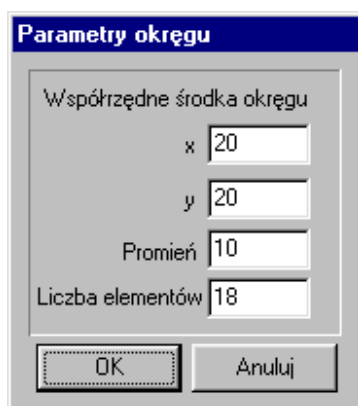 Parametry okręgu
Współrzędne środka okręgu
x 20
y 20
Promień 10
Liczba elementów 18
OK Anuluj